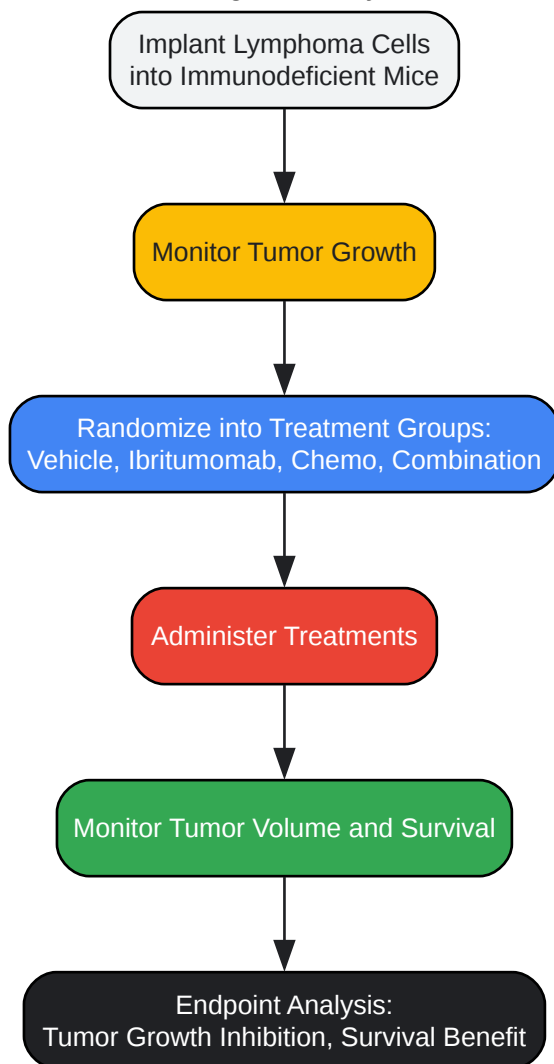 Implant Lymphoma Cells
into Immunodeficient Mice
Monitor Tumor Growth
Randomize into Treatment Groups:
Vehicle, Ibritumomab, Chemo, Combination
Administer Treatments
Monitor Tumor Volume and Survival
Endpoint Analysis:
Tumor Growth Inhibition, Survival Benefit